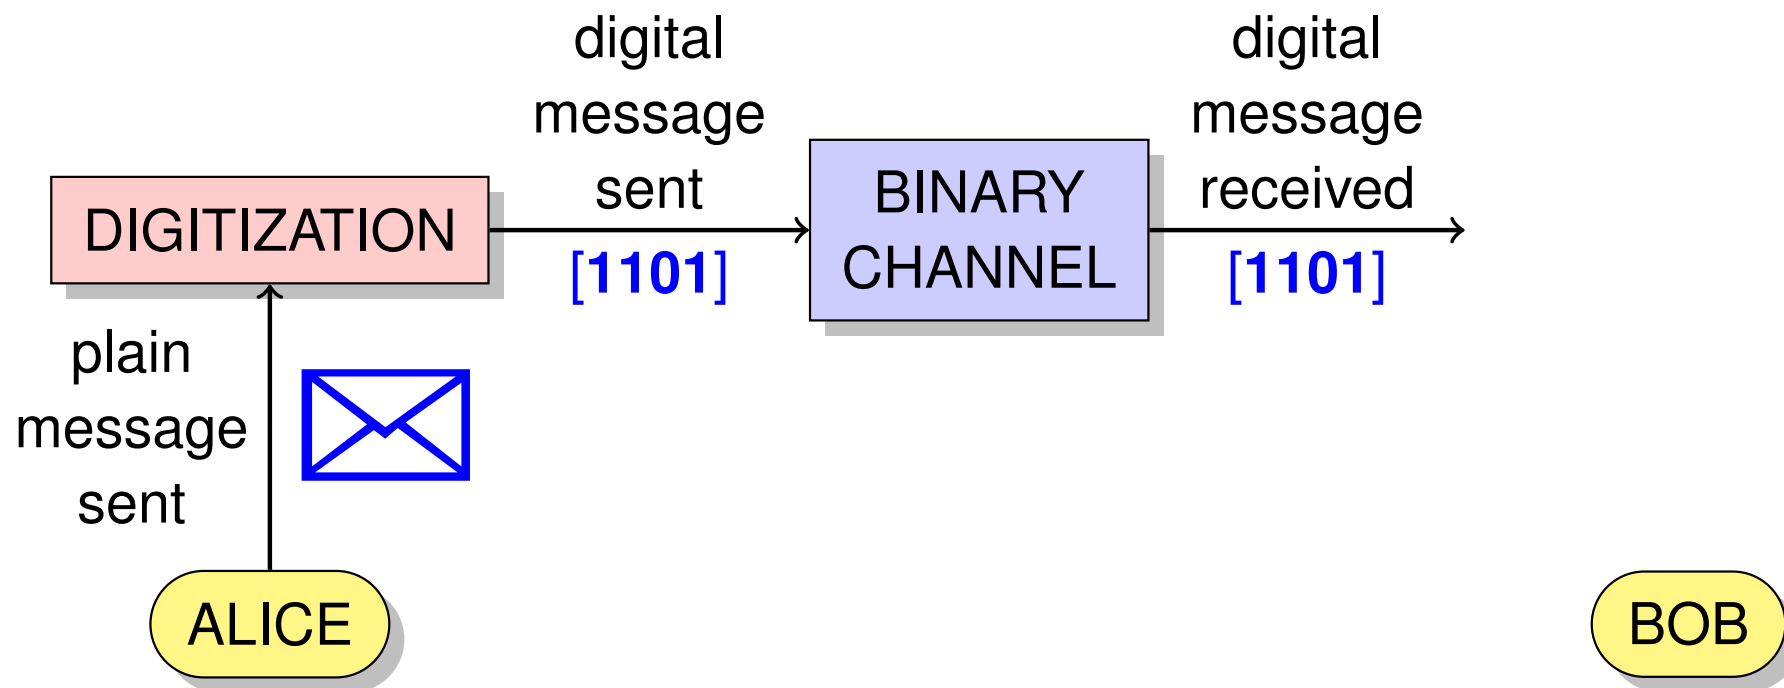 digital
message
sent
digital
message
received
DIGITIZATION
BINARY
CHANNEL
[1101]
[1101]
plain
message
sent
ALICE
BOB